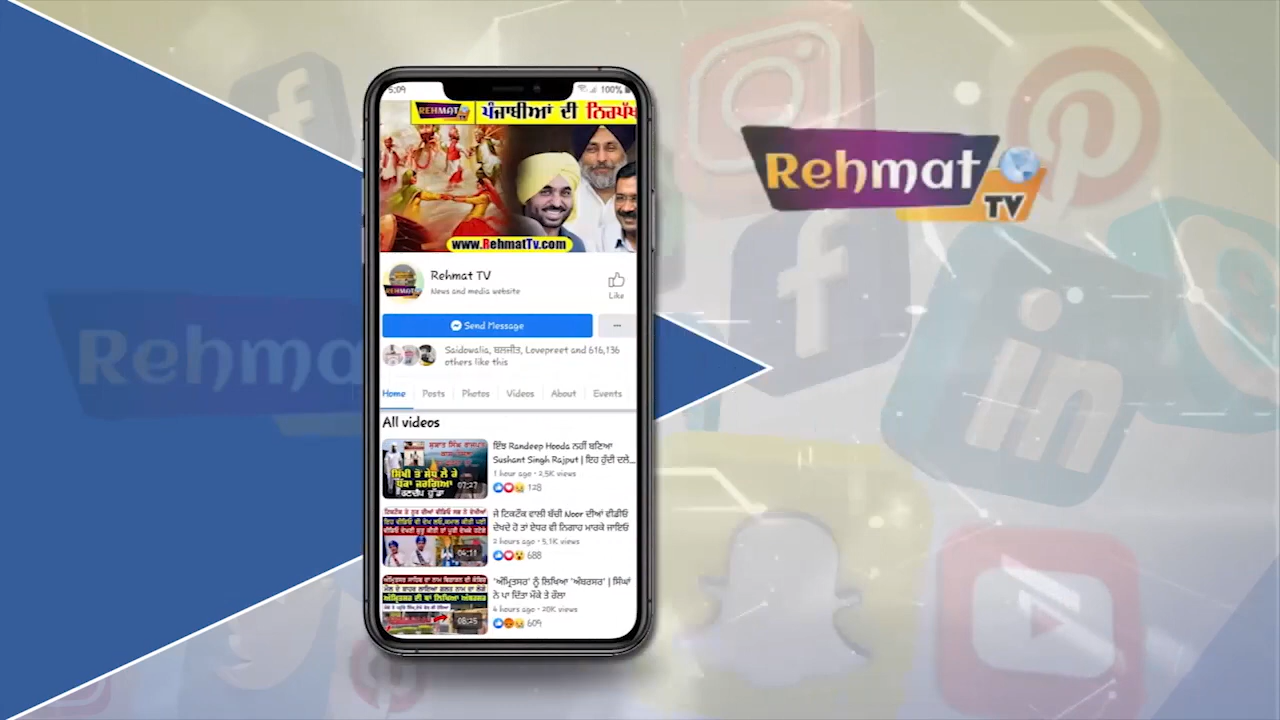 5:09 100%
REHMAT TV ਪੰਜਾਬੀਆਂ ਦੀ ਨਿਰਪੱਖ
www.RehmatTv.com
Rehmat TV
Rehmat TV
News and media website
Like
Send Message
Saidowalia, ਬਲਜੀਤ, Lovepreet and 616,136
others like this
Home Posts Photos Videos About Events
All videos
ਇੰਝ Randeep Hooda ਨਹੀਂ ਬਣਿਆ
Sushant Singh Rajput | ਇਹ ਹੁੰਦੀ ਦਲੇ...
1 hour ago • 2.5K views
128
07:27
ਜੇ ਟਿਕਟੌਕ ਵਾਲੀ ਬੱਚੀ Noor ਦੀਆਂ ਵੀਡੀਓ
ਦੇਖਦੇ ਹੋ ਤਾਂ ਏਧਰ ਵੀ ਨਿਗਾਹ ਮਾਰਕੇ ਜਾਇਓ
2 hours ago • 5.1K views
688
04:11
'ਅੰਮ੍ਰਿਤਸਰ' ਨੂੰ ਲਿਖਿਆ 'ਅੰਬਰਸਰ' | ਸਿੰਘਾਂ
ਨੇ ਪਾ ਦਿੱਤਾ ਮੌਕੇ ਤੇ ਰੌਲਾ
4 hours ago • 20K views
609
08:25
Rehma
in